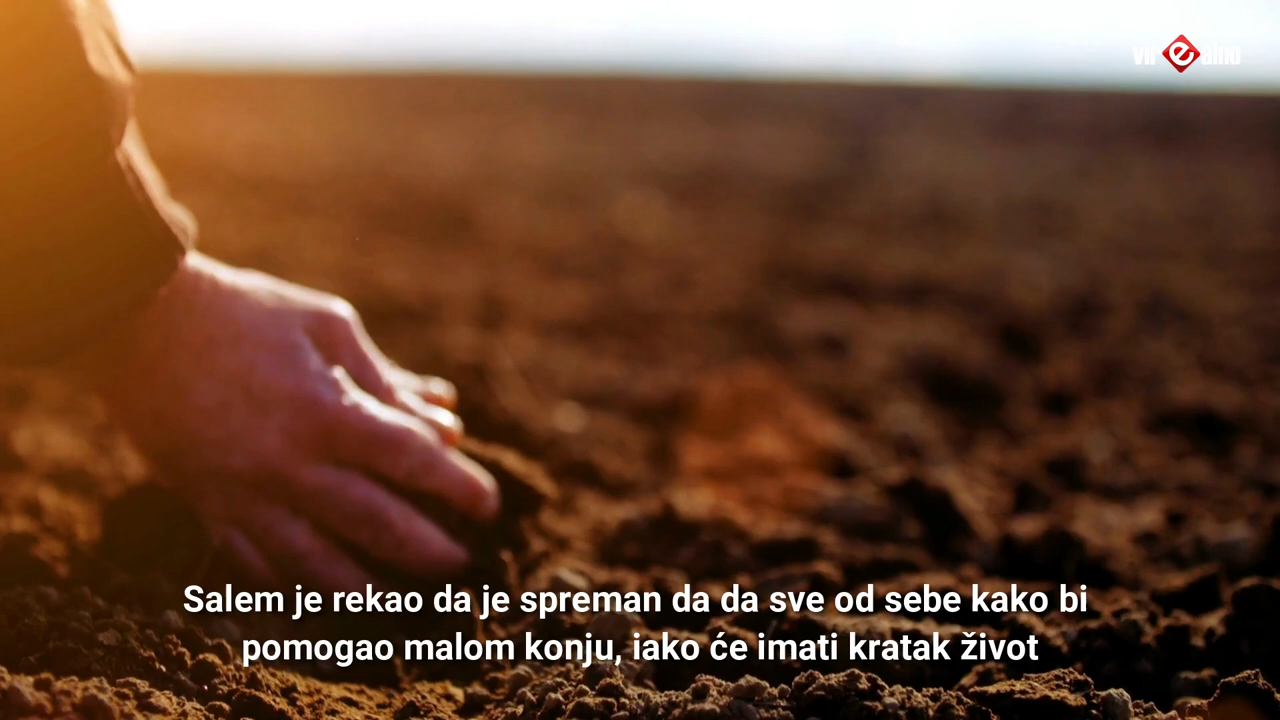 Salem je rekao da je spreman da da sve od sebe kako bi
pomogao malom konju, iako će imati kratak život